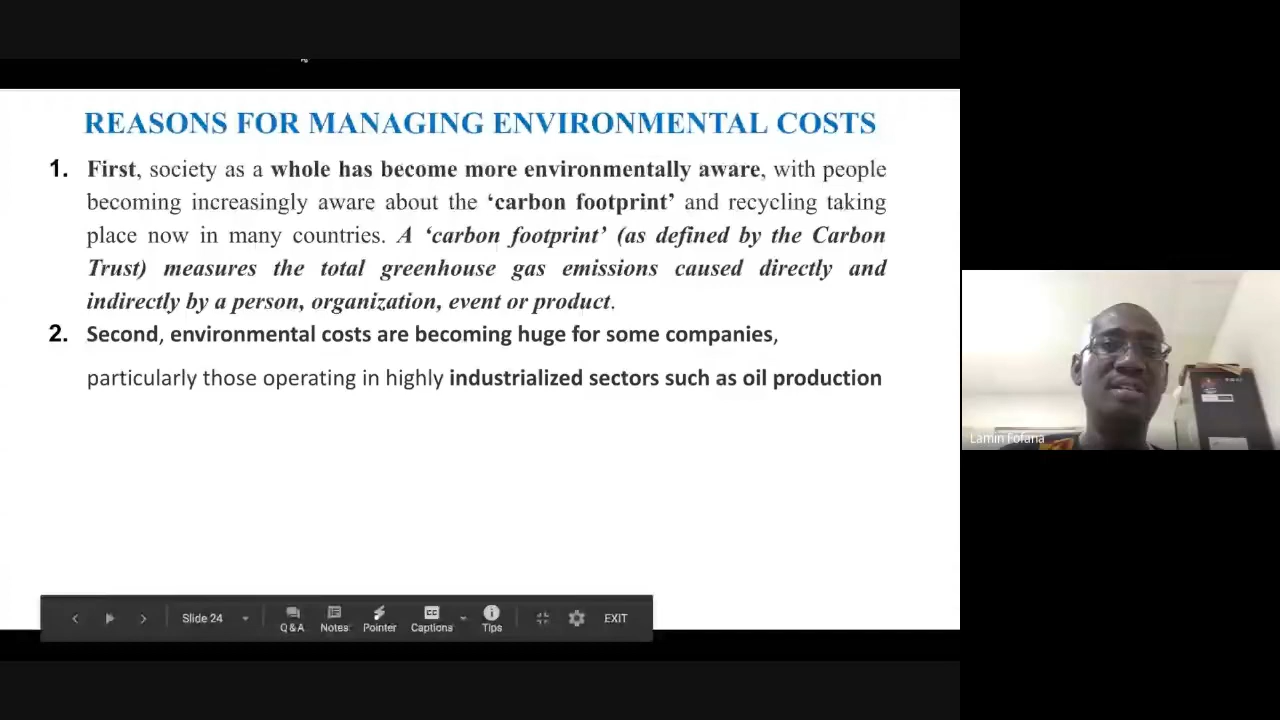 REASONS FOR MANAGING ENVIRONMENTAL COSTS
1. First, society as a whole has become more environmentally aware, with people
becoming increasingly aware about the ‘carbon footprint’ and recycling taking
place now in many countries. A ‘carbon footprint’ (as defined by the Carbon
Trust) measures the total greenhouse gas emissions caused directly and
indirectly by a person, organization, event or product.
2. Second, environmental costs are becoming huge for some companies,
particularly those operating in highly industrialized sectors such as oil production
Lamin Fofana
Slide 24
Q&A Notes Pointer Captions Tips EXIT
CC